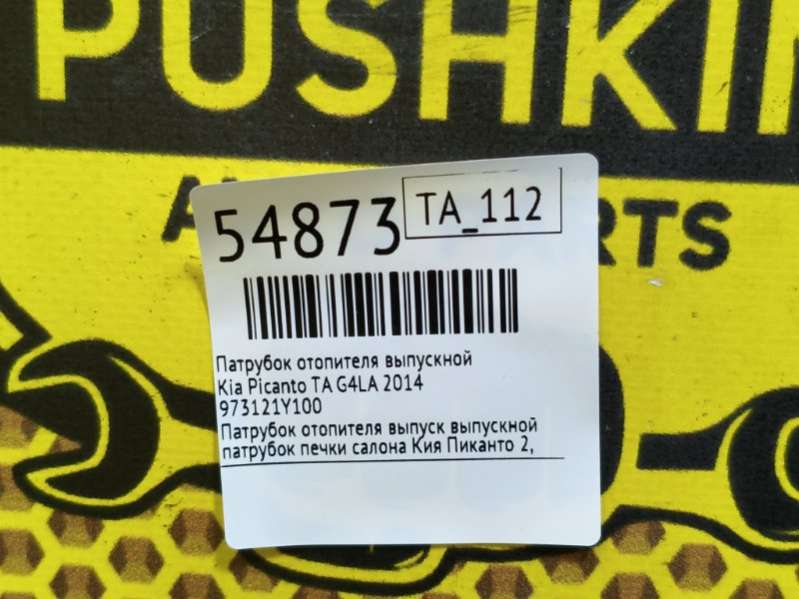 PUSHKIN
54873
TA_112
RTS
Патрубок отопителя выпускной
Kia Picanto TA G4LA 2014
973121Y100
Патрубок отопителя выпуск выпускной
патрубок печки салона Кия Пиканто 2,